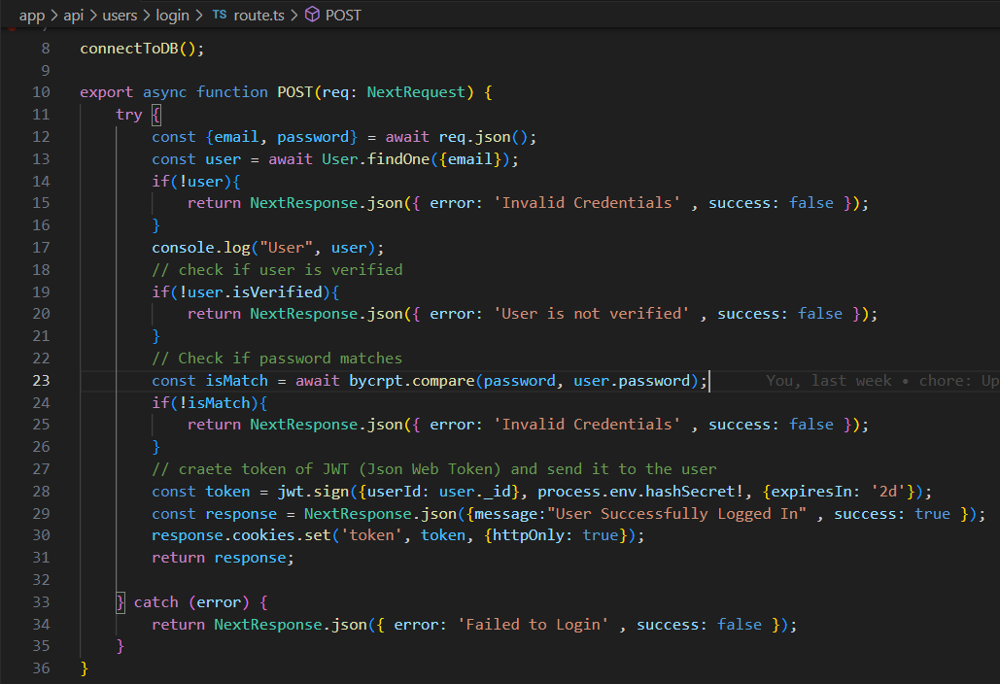 app > api > users > login > TS route.ts > POST
8 connectToDB();
9
10 export async function POST(req: NextRequest) {
11 try {
12 const {email, password} = await req.json();
13 const user = await User.findOne({email});
14 if(!user){
15 return NextResponse.json({ error: 'Invalid Credentials' , success: false });
16 }
17 console.log("User", user);
18 // check if user is verified
19 if(!user.isVerified){
20 return NextResponse.json({ error: 'User is not verified' , success: false });
21 }
22 // Check if password matches
23 const isMatch = await bycrpt.compare(password, user.password); You, last week • chore: Up
24 if(!isMatch){
25 return NextResponse.json({ error: 'Invalid Credentials' , success: false });
26 }
27 // craete token of JWT (Json Web Token) and send it to the user
28 const token = jwt.sign({userId: user._id}, process.env.hashSecret!, {expiresIn: '2d'});
29 const response = NextResponse.json({message:"User Successfully Logged In" , success: true });
30 response.cookies.set('token', token, {httpOnly: true});
31 return response;
32
33 } catch (error) {
34 return NextResponse.json({ error: 'Failed to Login' , success: false });
35 }
36 }